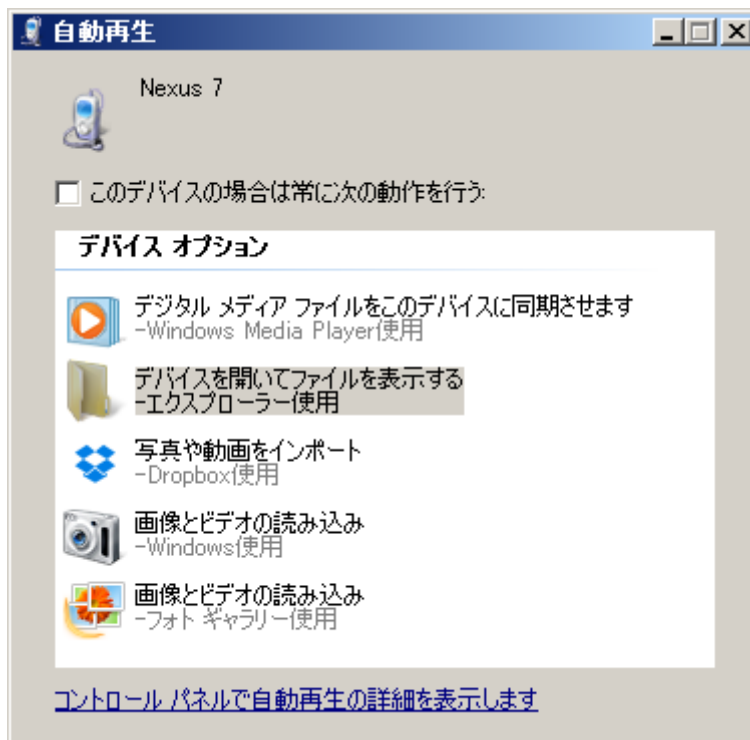 自動再生
Nexus 7
このデバイスの場合は常に次の動作を行う:
デバイス オプション
デジタル メディア ファイルをこのデバイスに同期させます
-Windows Media Player使用
デバイスを開いてファイルを表示する
-エクスプローラー使用
写真や動画をインポート
-Dropbox使用
画像とビデオの読み込み
-Windows使用
画像とビデオの読み込み
-フォト ギャラリー使用
コントロール パネルで自動再生の詳細を表示します